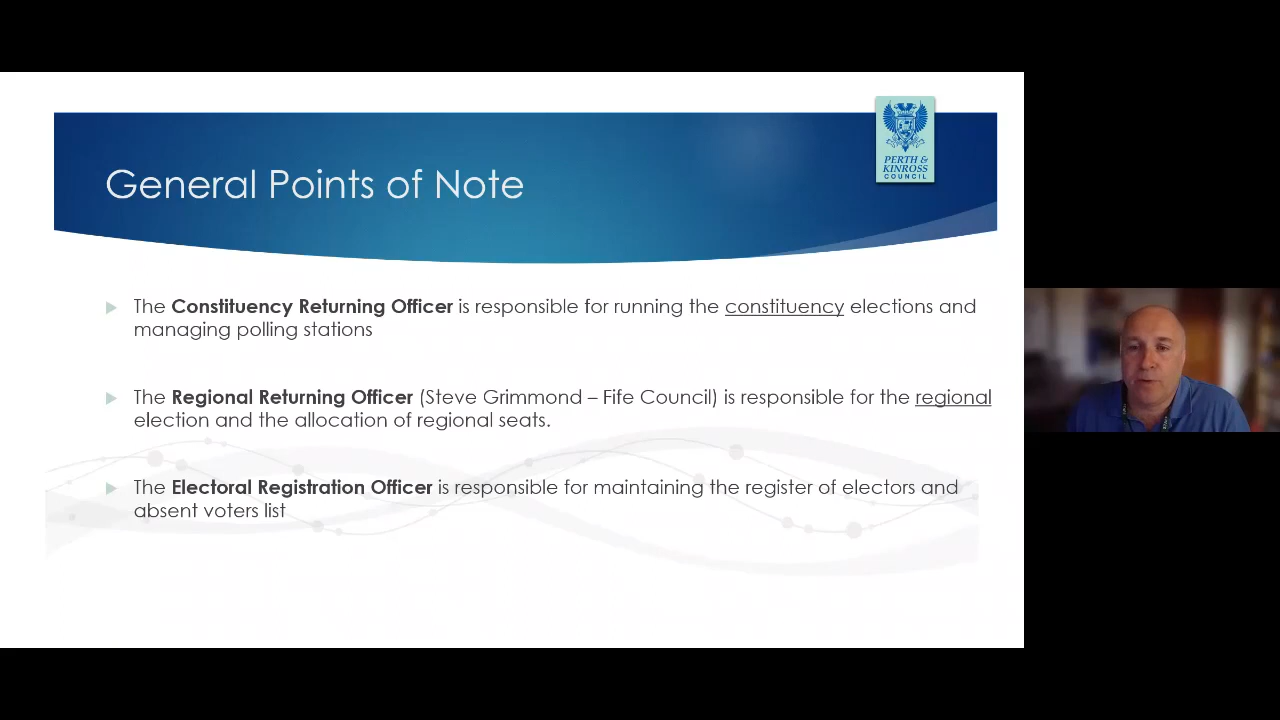 General Points of Note
PERTH &
KINROSS
COUNCIL
The Constituency Returning Officer is responsible for running the constituency elections and
managing polling stations
The Regional Returning Officer (Steve Grimmond – Fife Council) is responsible for the regional
election and the allocation of regional seats.
The Electoral Registration Officer is responsible for maintaining the register of electors and
absent voters list